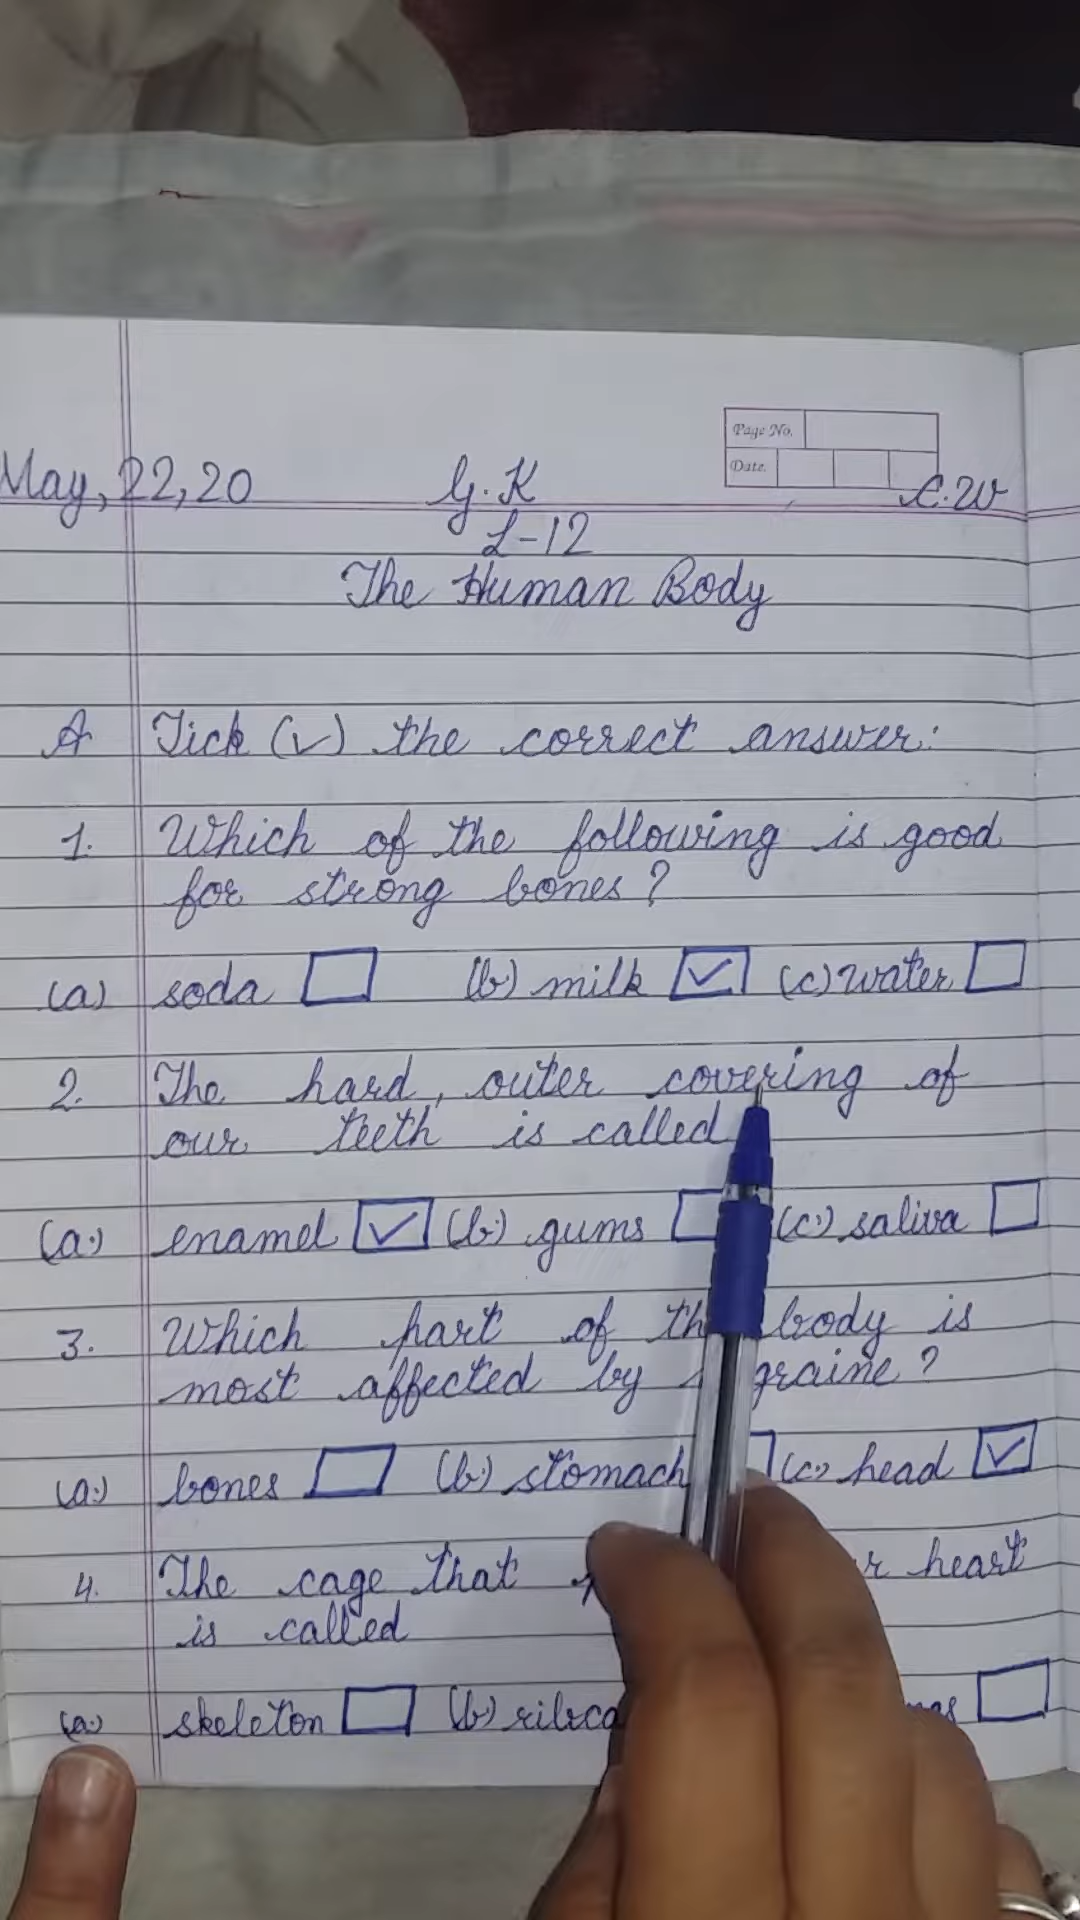 Page No.
Date.
May, 22, 20 G.K C.W
L-12
The Human Body
A Tick (✓) the correct answer:
1. Which of the following is good
for strong bones?
(a) soda (b) milk ✓ (c) water
2. The hard, outer covering of
our teeth is called
(a.) enamel ✓ (b.) gums (c.) saliva
3. Which part of body is
most affected by
(a.) bones (b.) stomach (c.) head ✓
4. The cage that heart
is called
(a.) skeleton (b.)